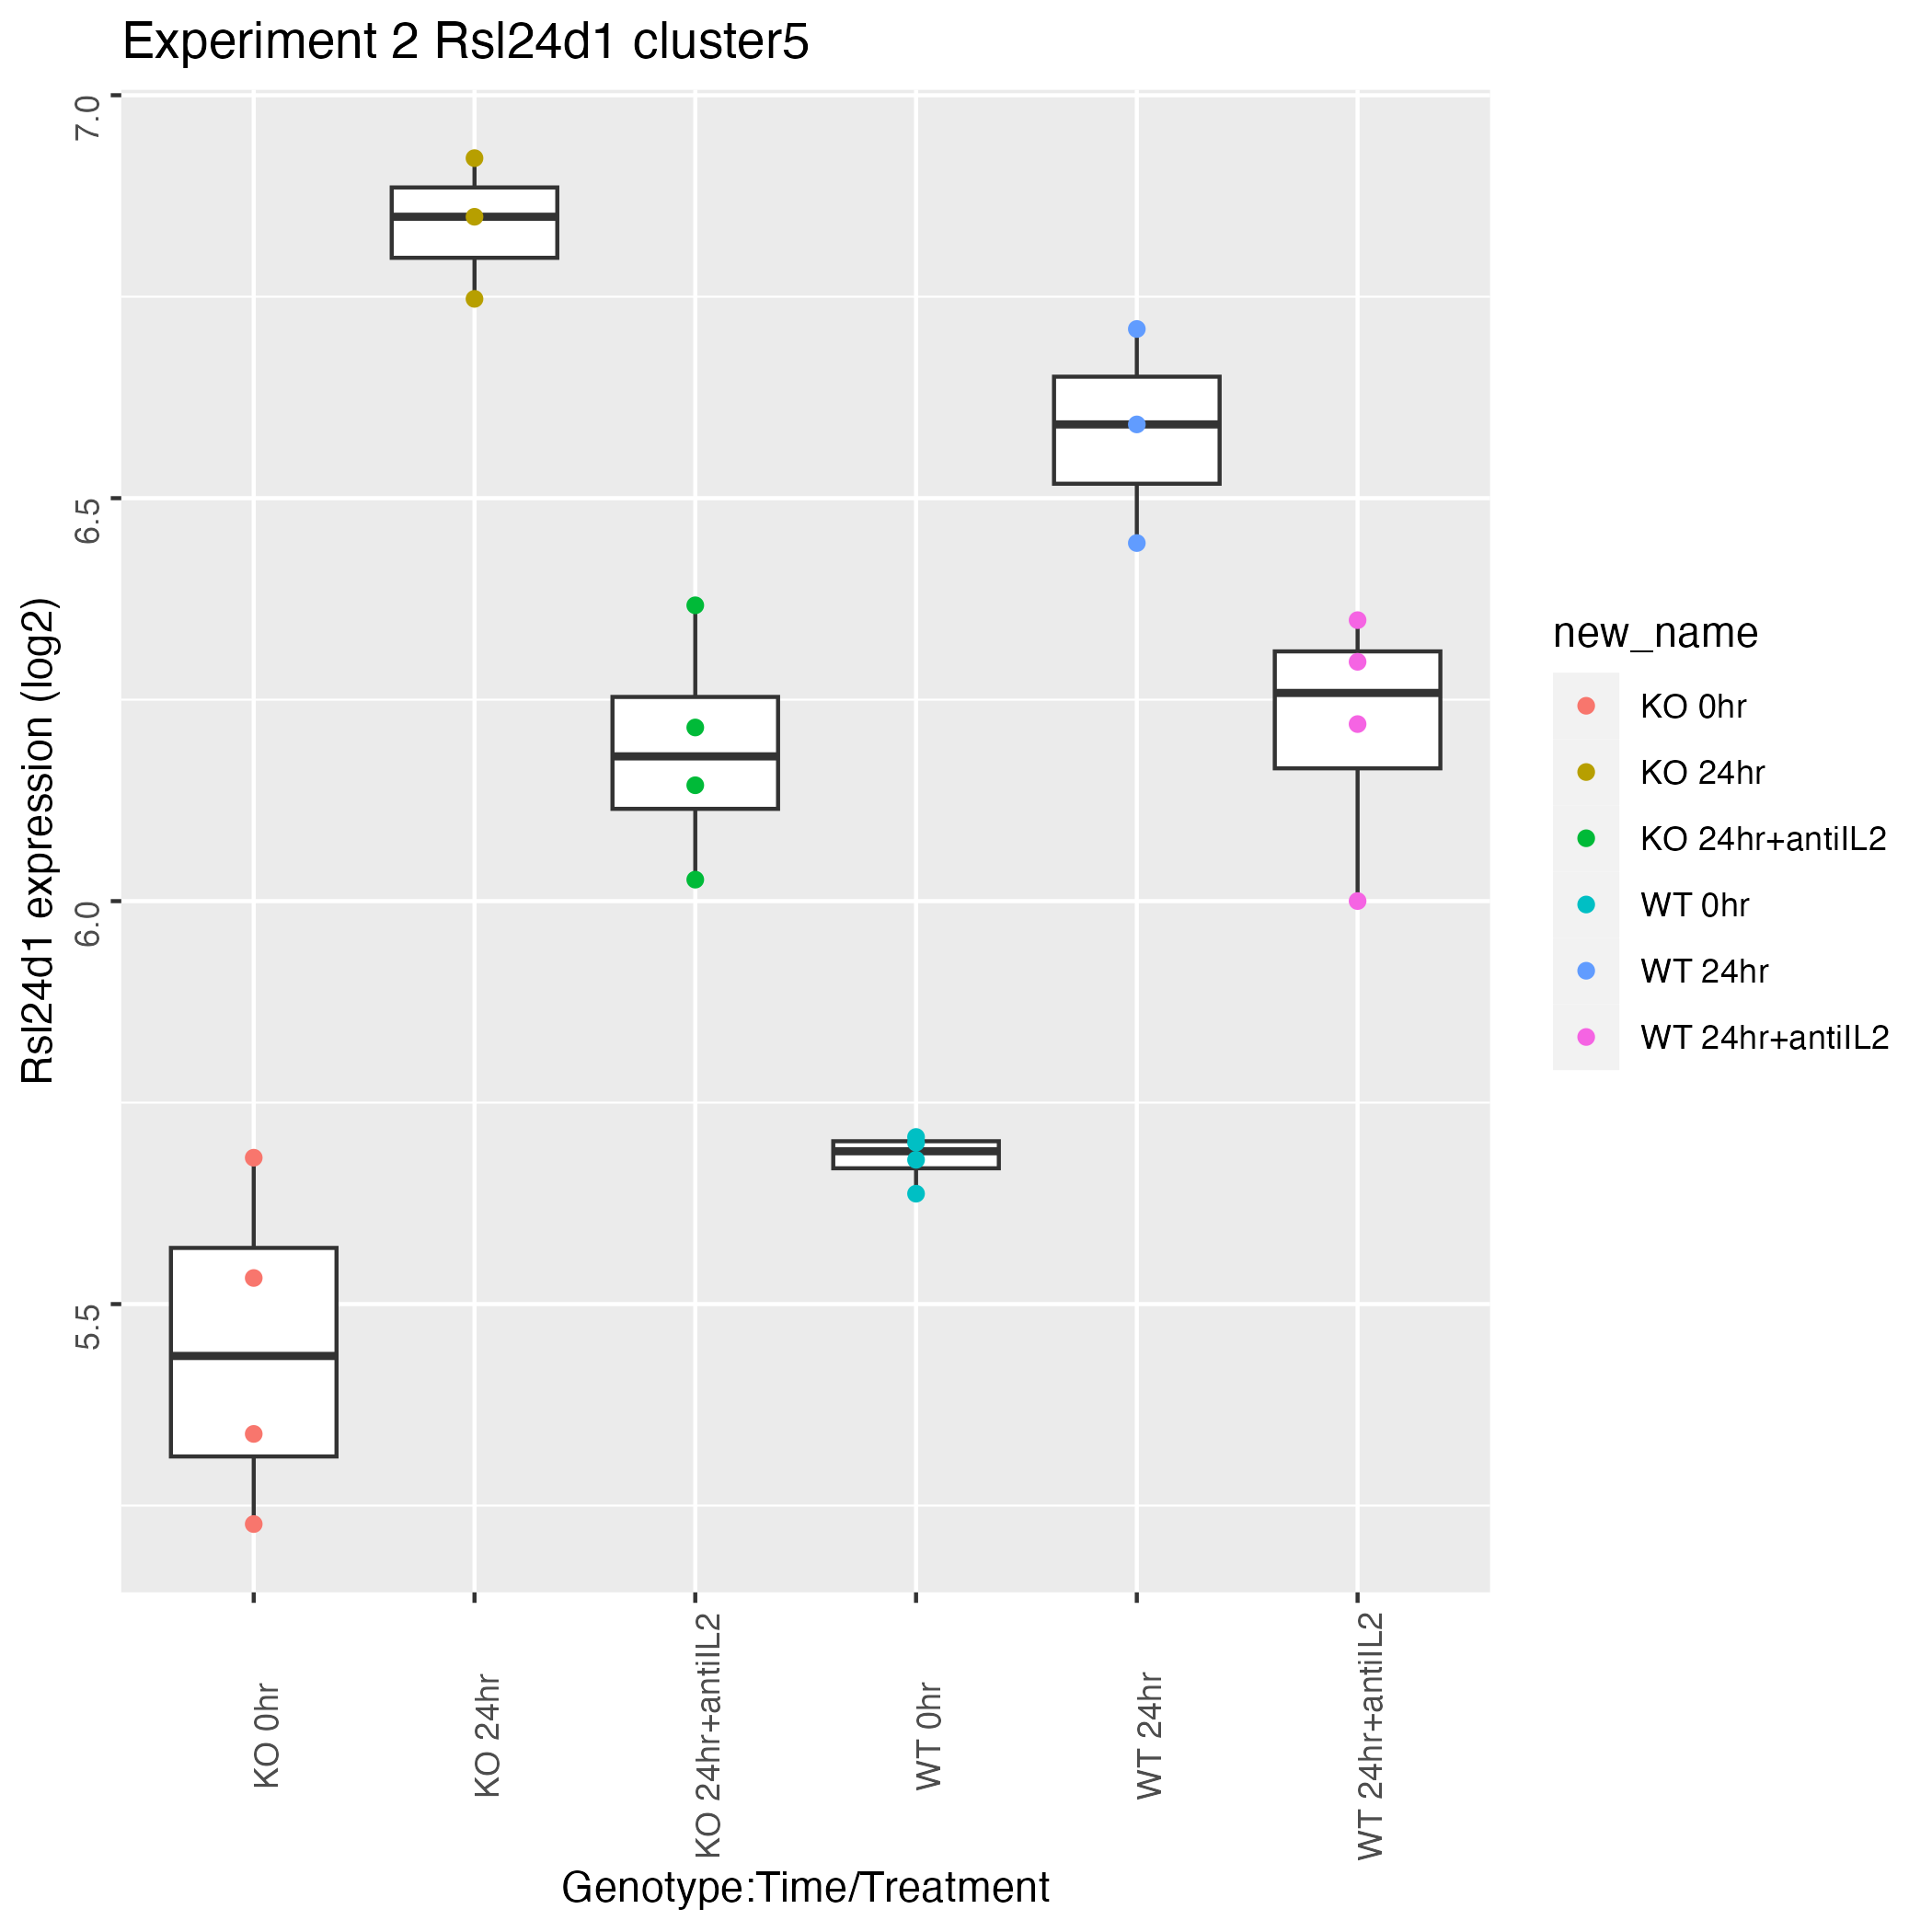 Experiment 2 Rsl24d1 cluster5
Rsl24d1 expression (log2)
7.0
6.5
6.0
5.5
KO 0hr
KO 24hr
KO 24hr+antiIL2
WT 0hr
WT 24hr
WT 24hr+antiIL2
Genotype:Time/Treatment
new_name
KO 0hr
KO 24hr
KO 24hr+antiIL2
WT 0hr
WT 24hr
WT 24hr+antiIL2